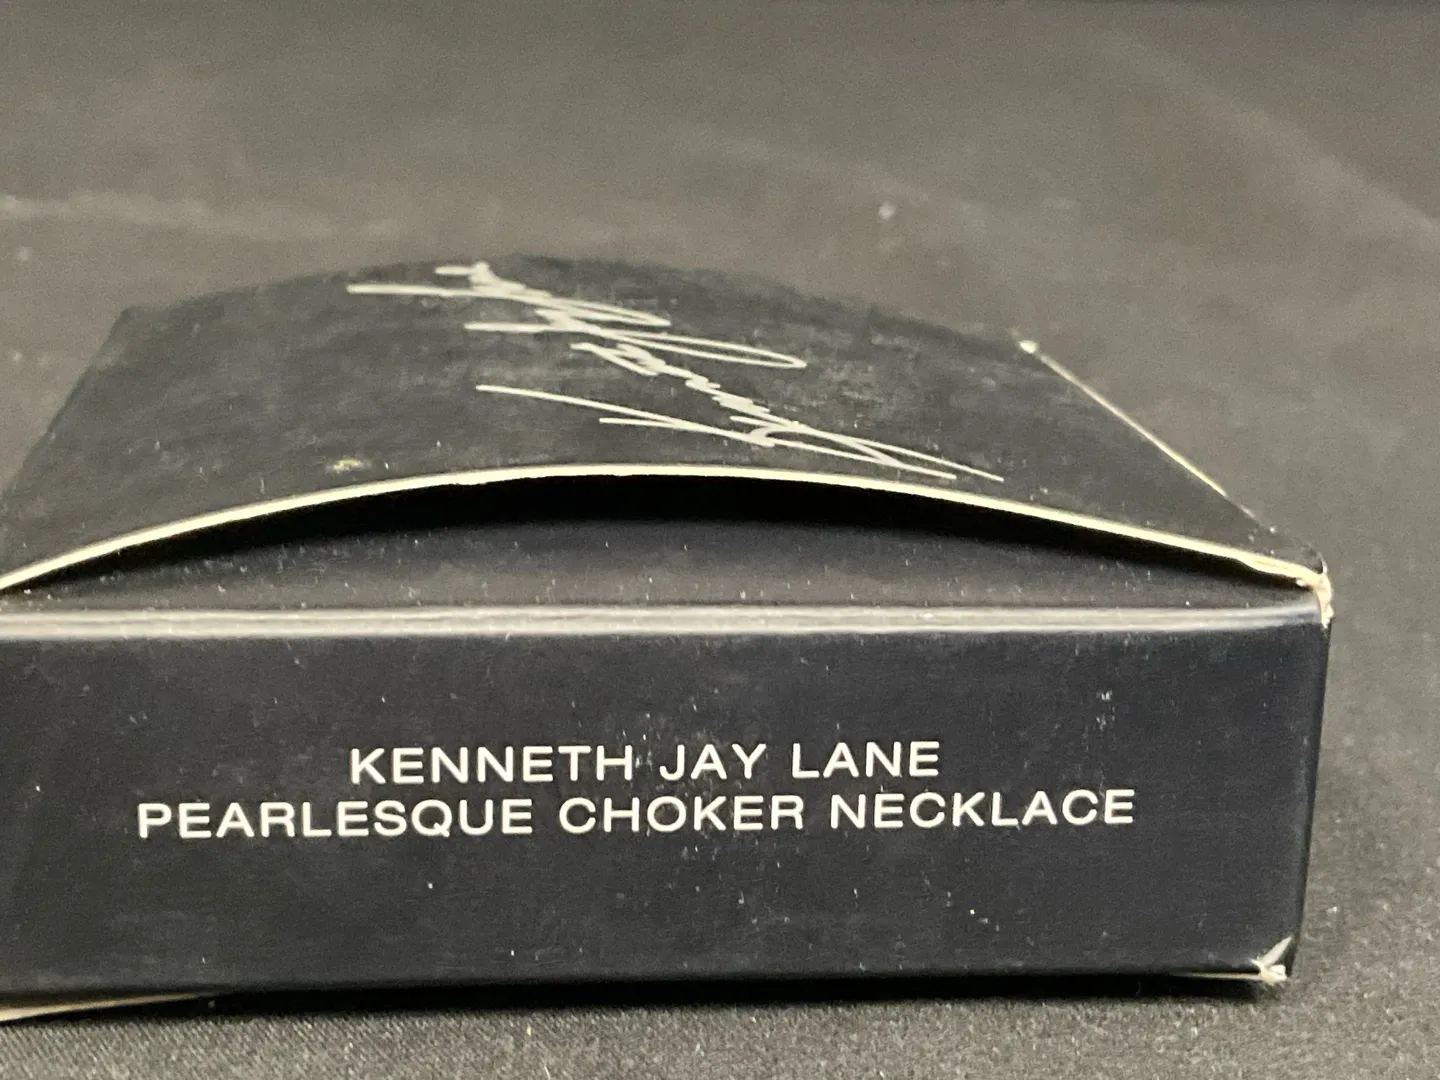 KENNETH JAY LANE
PEARLESQUE CHOKER NECKLACE